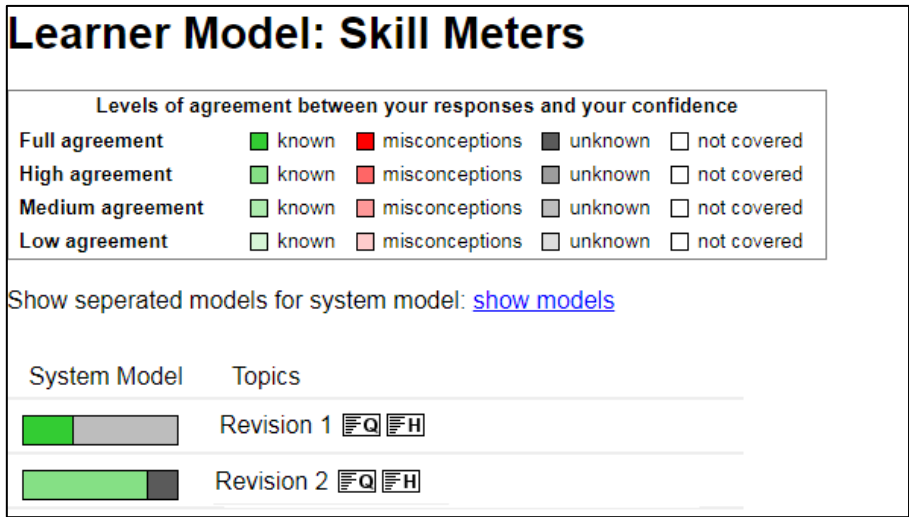 Learner Model: Skill Meters
Levels of agreement between your responses and your confidence
Full agreement known misconceptions unknown not covered
High agreement known misconceptions unknown not covered
Medium agreement known misconceptions unknown not covered
Low agreement known misconceptions unknown not covered
Show seperated models for system model: show models
System Model Topics
Revision 1 Q H
Revision 2 Q H